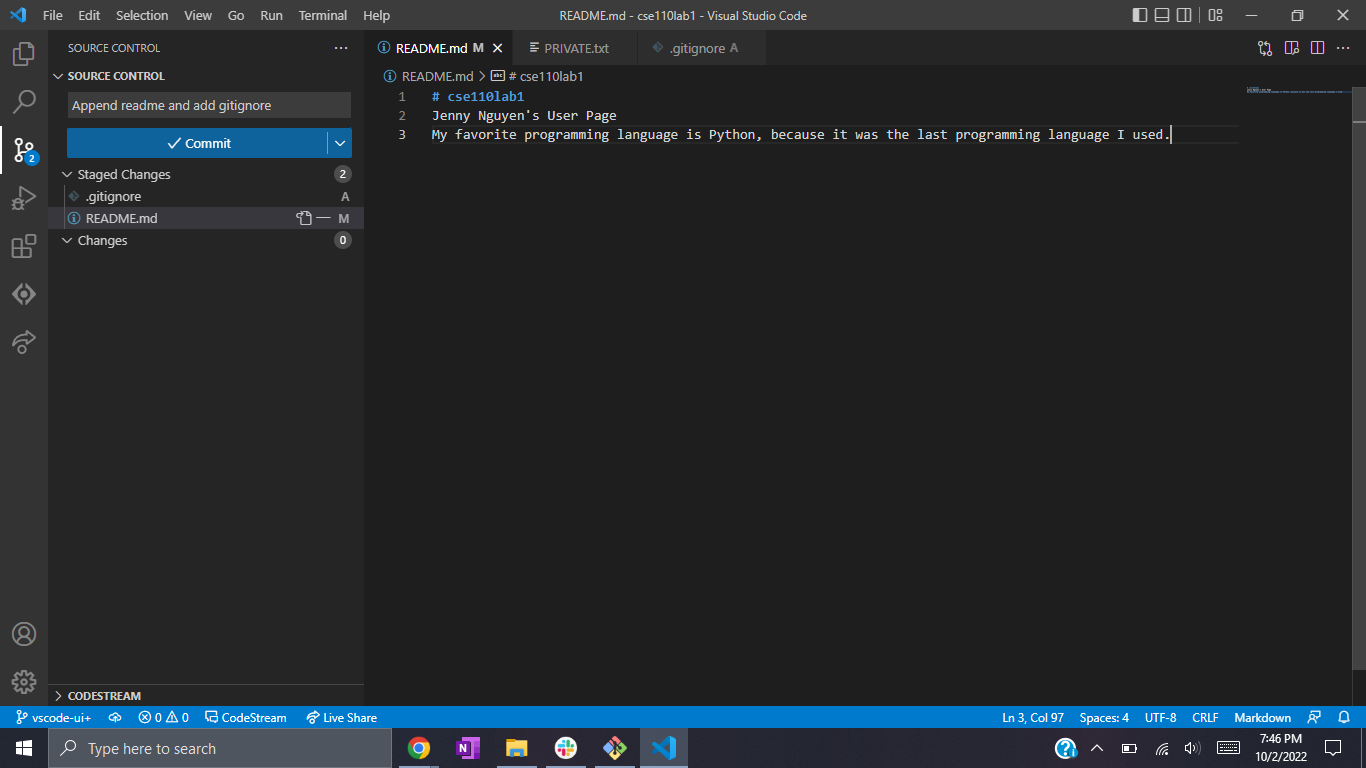 File Edit Selection View Go Run Terminal Help README.md - cse110lab1 - Visual Studio Code
SOURCE CONTROL
README.md M
PRIVATE.txt
.gitignore A
SOURCE CONTROL
README.md > # cse110lab1
Append readme and add gitignore
Commit
Staged Changes 2
.gitignore A
README.md M
Changes 0
1 # cse110lab1
2 Jenny Nguyen's User Page
3 My favorite programming language is Python, because it was the last programming language I used.
2
CODESTREAM
vscode-ui+ 0 0 CodeStream Live Share Ln 3, Col 97 Spaces: 4 UTF-8 CRLF Markdown
Type here to search
7:46 PM
10/2/2022